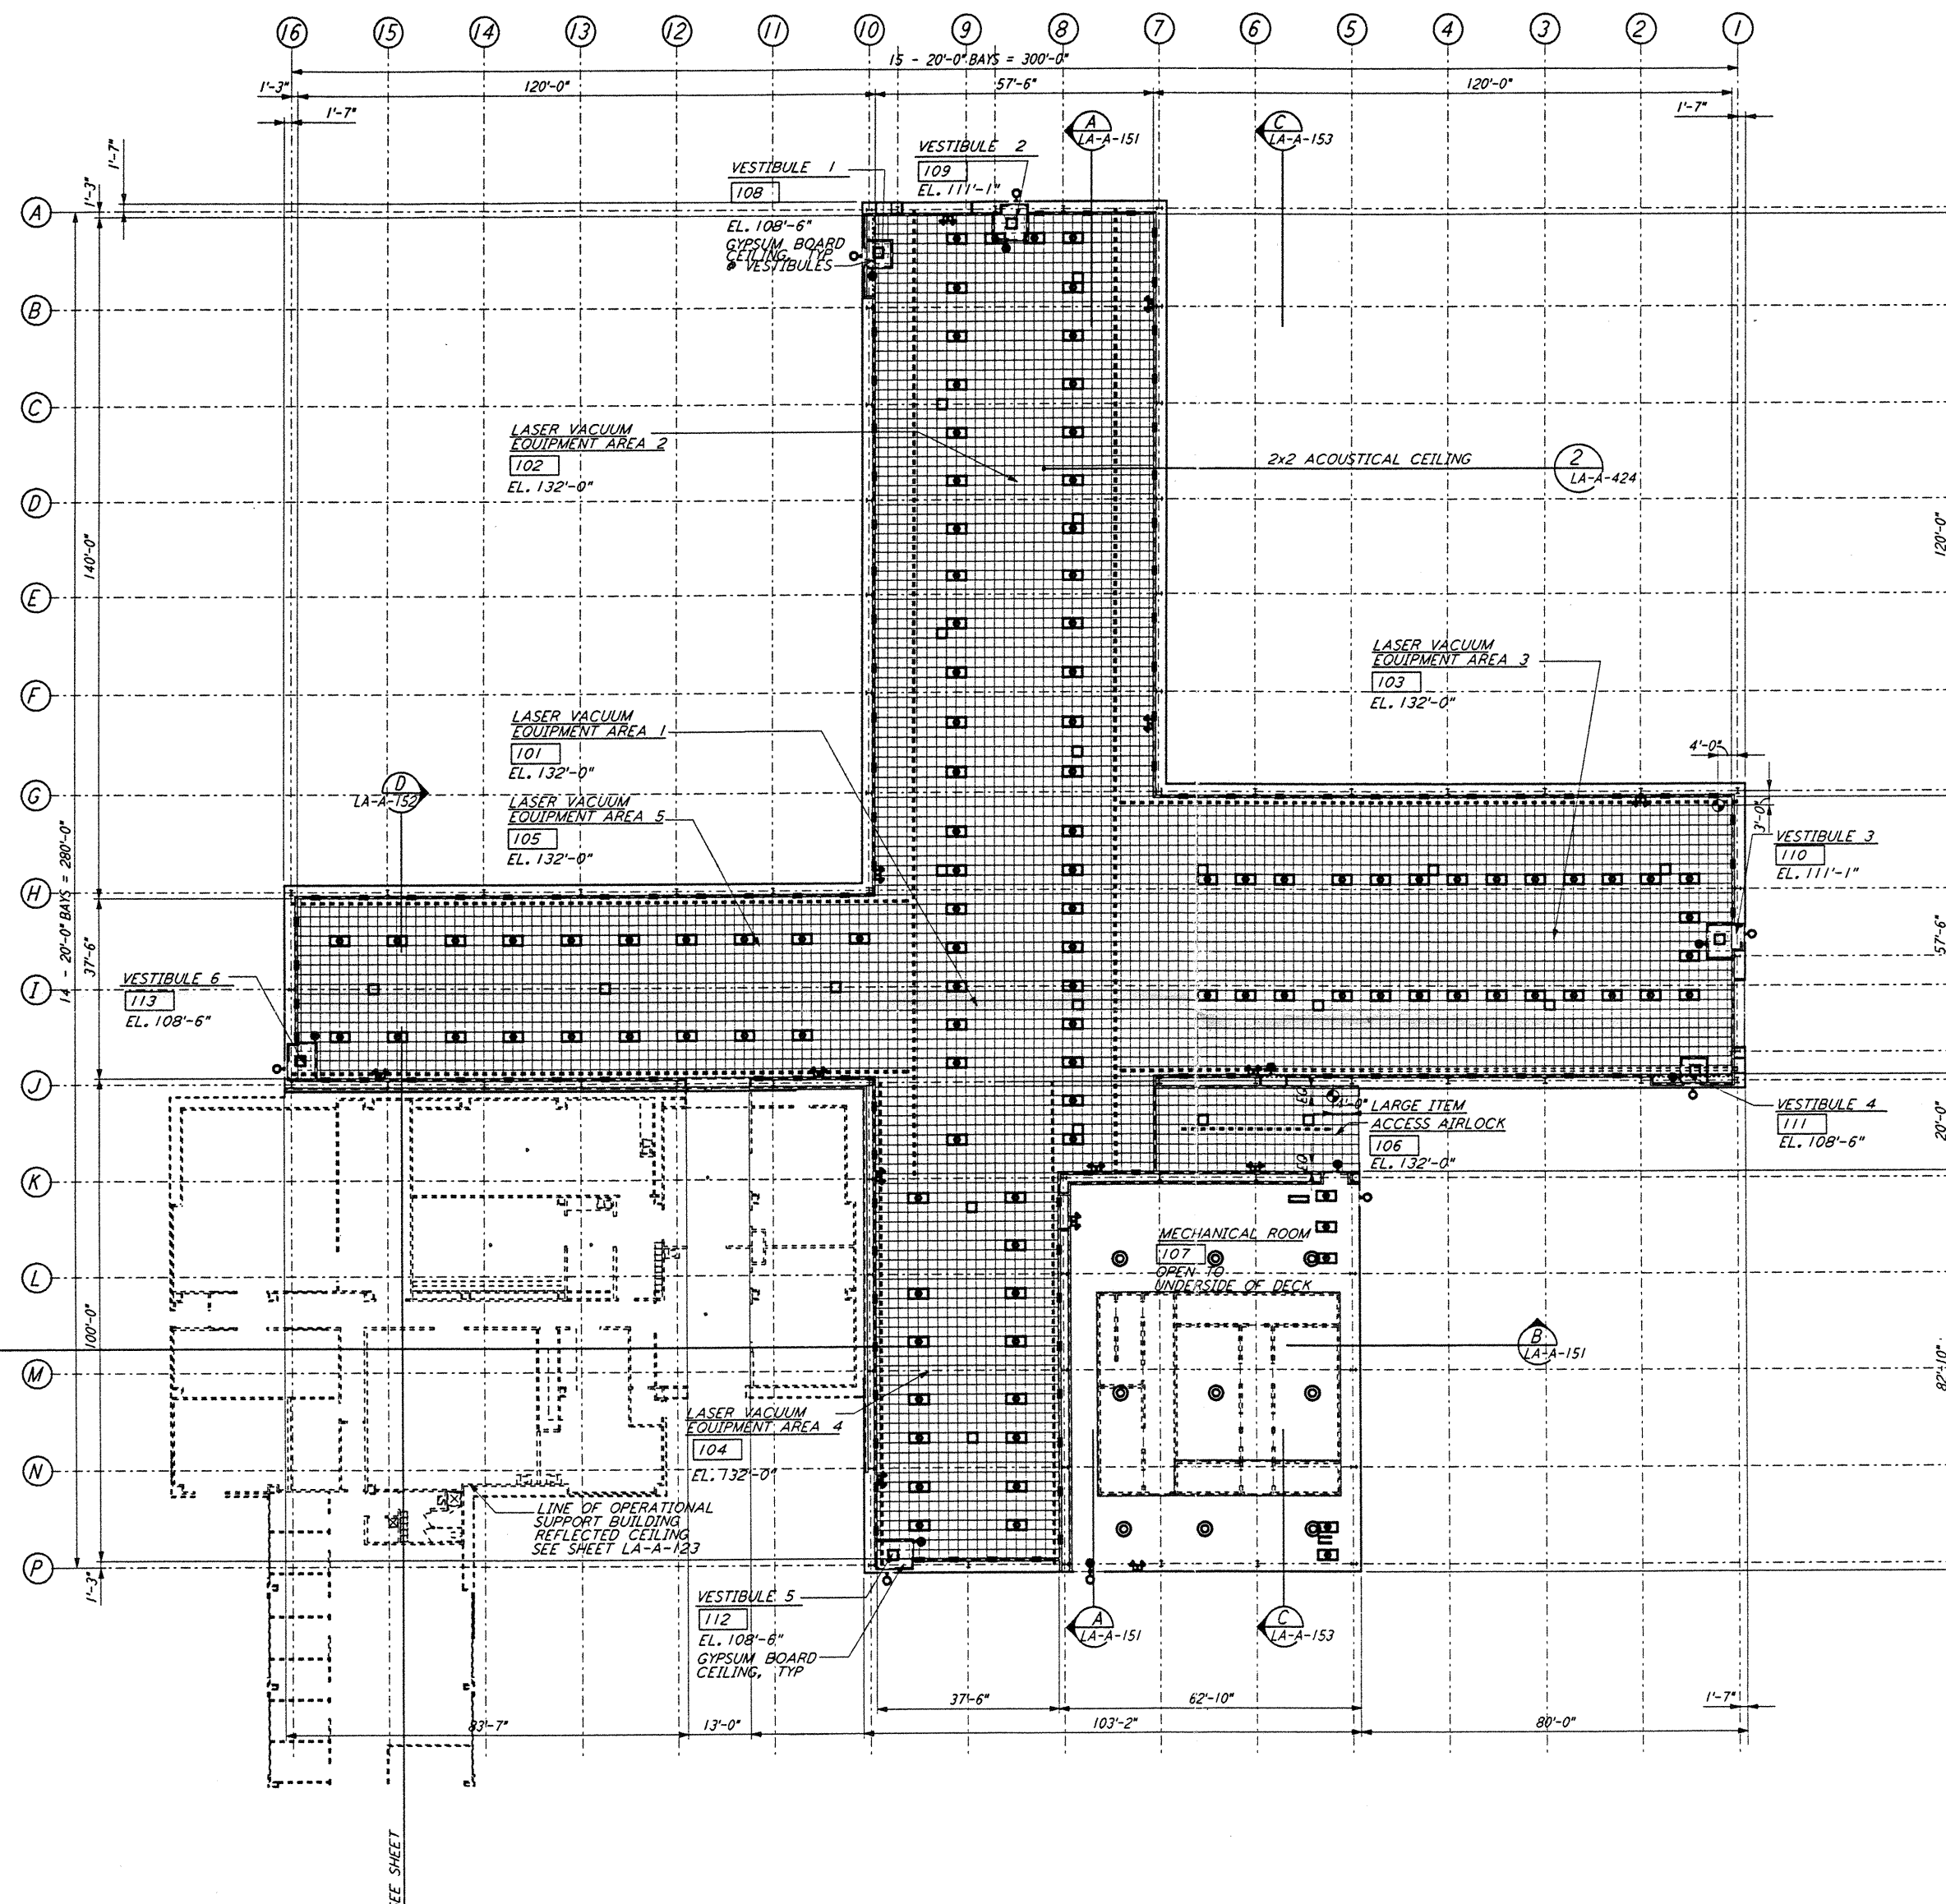 16 15 14 13 12 11 10 9 8 7 6 5 4 3 2 1
15 - 20'-0" BAYS = 300'-0"
1'-3" 120'-0" 57'-6" 120'-0"
1'-7" 1'-7"
A
LA-A-151
C
LA-A-153
1'-7"
1'-3"
VESTIBULE 1
108
EL. 108'-6"
GYPSUM BOARD
CEILING, TYP
@ VESTIBULES
VESTIBULE 2
109
EL. 111'-1"
A
B
C
D
E
F
G
H
I
J
K
L
M
N
P
14 - 20'-0" BAYS = 280'-0"
140'-0"
37'-6"
100'-0"
1'-3"
LASER VACUUM
EQUIPMENT AREA 2
102
EL. 132'-0"
2x2 ACOUSTICAL CEILING
2
LA-A-424
120'-0"
LASER VACUUM
EQUIPMENT AREA 3
103
EL. 132'-0"
LASER VACUUM
EQUIPMENT AREA 1
101
EL. 132'-0"
D
LA-A-152
LASER VACUUM
EQUIPMENT AREA 5
105
EL. 132'-0"
4'-0"
3'-0"
VESTIBULE 3
110
EL. 111'-1"
57'-6"
VESTIBULE 6
113
EL. 108'-6"
EQ
EQ
4'-0"
LARGE ITEM
ACCESS AIRLOCK
106
EL. 132'-0"
VESTIBULE 4
111
EL. 108'-6"
20'-0"
MECHANICAL ROOM
107
OPEN TO
UNDERSIDE OF DECK
B
LA-A-151
82'-10"
LASER VACUUM
EQUIPMENT AREA 4
104
EL. 132'-0"
LINE OF OPERATIONAL
SUPPORT BUILDING
REFLECTED CEILING
SEE SHEET LA-A-123
VESTIBULE 5
112
EL. 108'-6"
GYPSUM BOARD
CEILING, TYP
A
LA-A-151
C
LA-A-153
37'-6" 62'-10" 1'-7"
83'-7" 13'-0" 103'-2" 80'-0"
SHEET